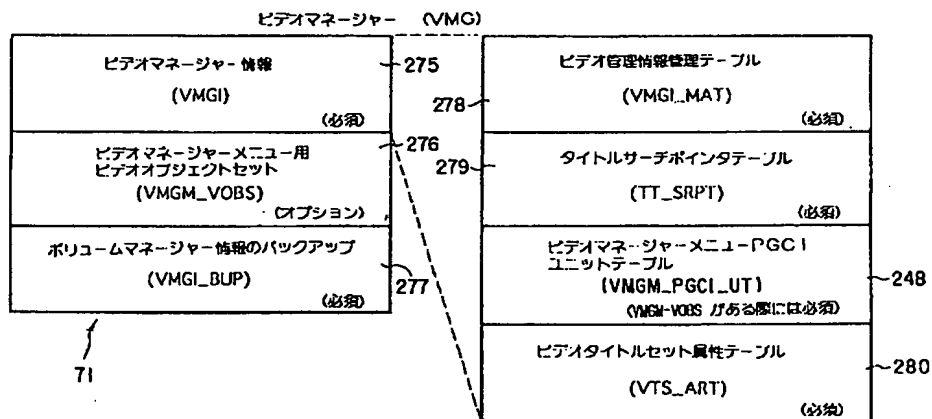 ビデオマネージャー (VMG)
ビデオマネージャー情報
(VMGI)
(必須)
275
276
ビデオマネージャーメニュー用
ビデオオブジェクトセット
(VMGM_VOBS)
(オプション)
ボリュームマネージャー情報のバックアップ
(VMGI_BUP)
(必須)
277
71
278
ビデオ管理情報管理テーブル
(VMGI_MAT)
(必須)
279
タイトルサーチポインタテーブル
(TT_SRPT)
(必須)
ビデオマネージャーメニューPGCI
ユニットテーブル
(VMGM_PGCI_UT)
(VMGM-VOBS がある際には必須)
248
ビデオタイトルセット属性テーブル
(VTS_ART)
(必須)
280